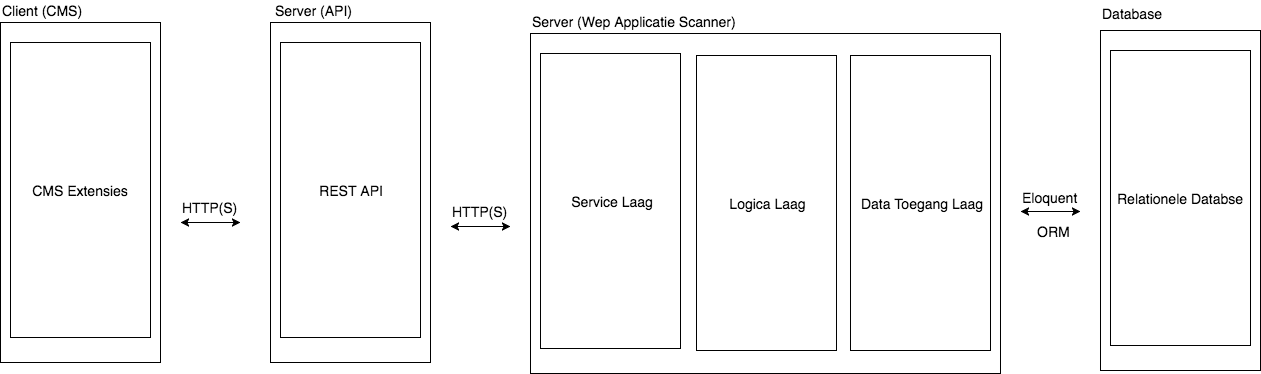 Client (CMS)
Server (API)
Server (Wep Applicatie Scanner)
Database
CMS Extensies
HTTP(S)
REST API
HTTP(S)
Service Laag
Logica Laag
Data Toegang Laag
Eloquent
ORM
Relationele Databse